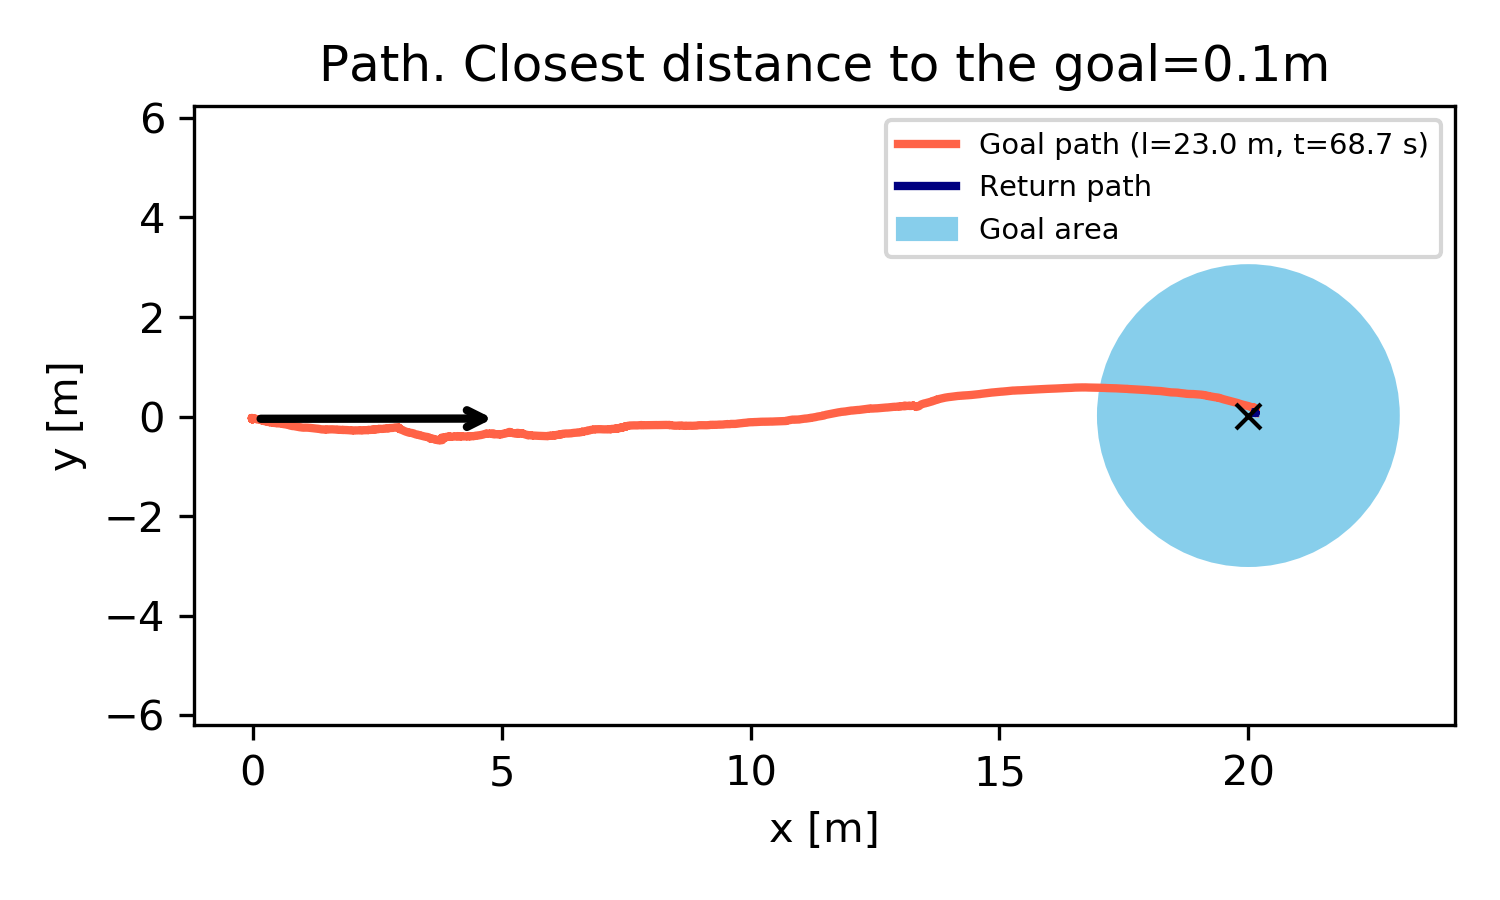 Path. Closest distance to the goal=0.1m
Goal path (l=23.0 m, t=68.7 s)
Return path
Goal area
6
4
2
0
−2
−4
−6
y [m]
0 5 10 15 20
x [m]